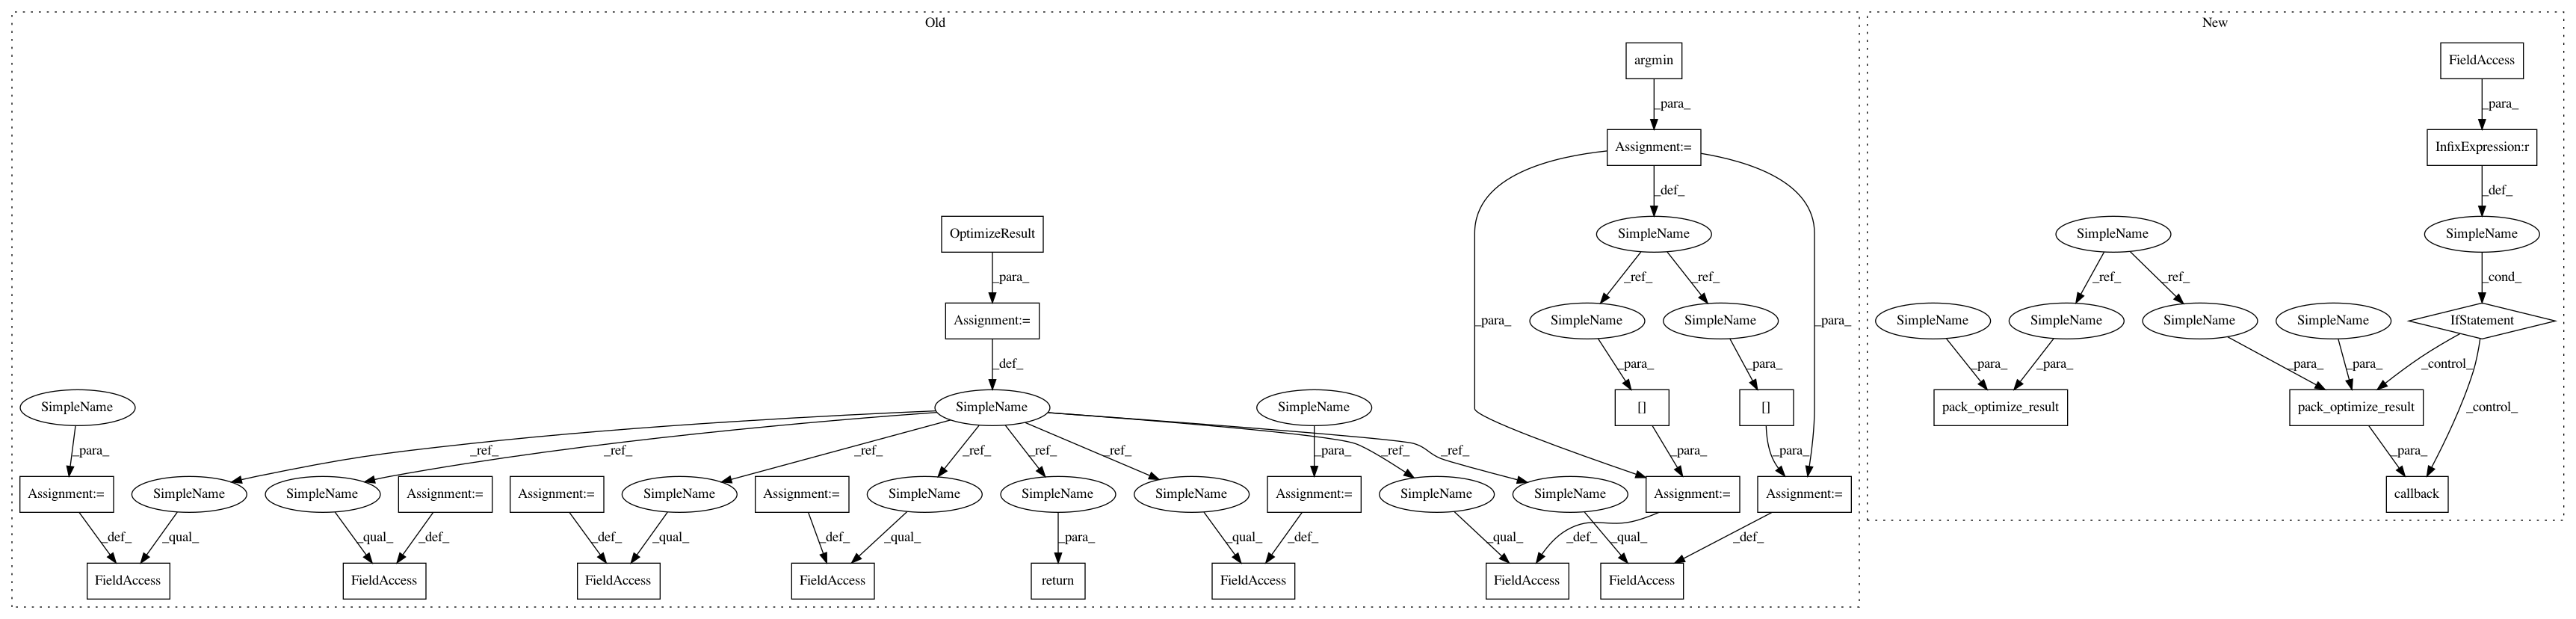 Old
New
argmin
FieldAccess
_para_
_para_
Assignment:=
InfixExpression:r
_def_
_def_
OptimizeResult
SimpleName
SimpleName
SimpleName
_para_
_ref_
_ref_
_ref_
_ref_
_cond_
Assignment:=
SimpleName
SimpleName
_para_
_para_
SimpleName
SimpleName
SimpleName
SimpleName
IfStatement
_def_
_para_
_para_
_para_
_para_
_para_
_para_
_control_
SimpleName
SimpleName
SimpleName
[]
[]
pack_optimize_result
pack_optimize_result
_para_
_ref_
_ref_
_ref_
_ref_
_ref_
_ref_
_para_
_ref_
_ref_
_para_
_para_
_para_
_control_
Assignment:=
SimpleName
SimpleName
Assignment:=
Assignment:=
SimpleName
Assignment:=
SimpleName
SimpleName
SimpleName
Assignment:=
SimpleName
SimpleName
Assignment:=
Assignment:=
callback
_def_
_qual_
_qual_
_def_
_def_
_qual_
_def_
_qual_
_para_
_qual_
_def_
_qual_
_def_
_qual_
_def_
FieldAccess
FieldAccess
FieldAccess
FieldAccess
return
FieldAccess
FieldAccess
FieldAccess